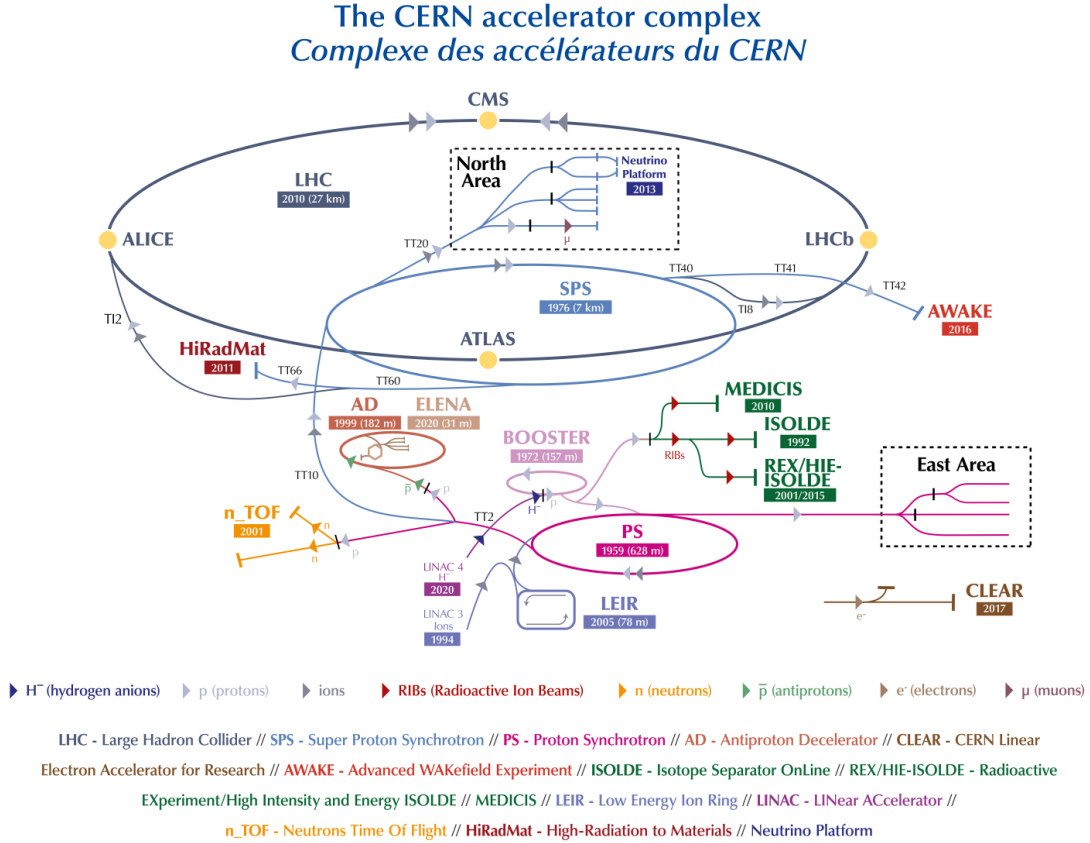 The CERN accelerator complex
Complexe des accélérateurs du CERN
CMS
North
Area
Neutrino
Platform
2013
LHC
2010 (27 km)
μ
ALICE
LHCb
TT20
TT40
TT41
TT42
SPS
1976 (7 km)
TI8
AWAKE
2016
TI2
ATLAS
HiRadMat
2011
TT66
TT60
AD
1999 (182 m)
ELENA
2020 (31 m)
MEDICIS
2010
ISOLDE
1992
BOOSTER
1972 (157 m)
RIBs
REX/HIE-
ISOLDE
2001/2015
East Area
TT10
p̅
p
H⁻
p
n_TOF
2001
n
n
p
TT2
PS
1959 (628 m)
LINAC 4
H⁻
2020
LINAC 3
Ions
1994
LEIR
2005 (78 m)
CLEAR
2017
e⁻
H⁻ (hydrogen anions)
p (protons)
ions
RIBs (Radioactive Ion Beams)
n (neutrons)
p̅ (antiprotons)
e⁻ (electrons)
μ (muons)
LHC - Large Hadron Collider // SPS - Super Proton Synchrotron // PS - Proton Synchrotron // AD - Antiproton Decelerator // CLEAR - CERN Linear
Electron Accelerator for Research // AWAKE - Advanced WAKefield Experiment // ISOLDE - Isotope Separator OnLine // REX/HIE-ISOLDE - Radioactive
EXperiment/High Intensity and Energy ISOLDE // MEDICIS // LEIR - Low Energy Ion Ring // LINAC - LINear ACcelerator //
n_TOF - Neutrons Time Of Flight // HiRadMat - High-Radiation to Materials // Neutrino Platform